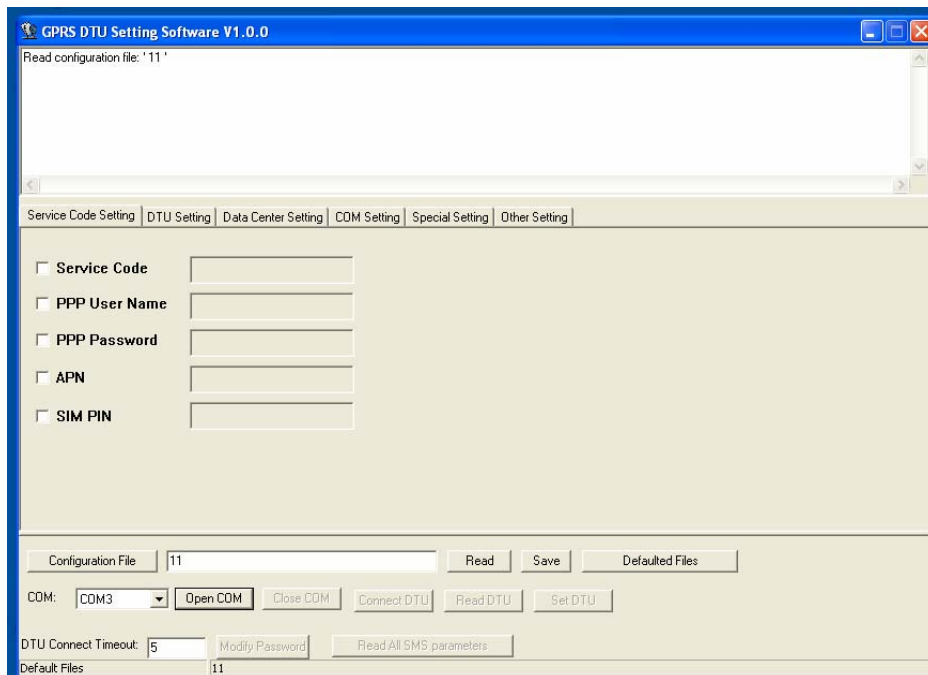 GPRS DTU Setting Software V1.0.0
Read configuration file: ' 11 '
Service Code Setting DTU Setting Data Center Setting COM Setting Special Setting Other Setting
Service Code
PPP User Name
PPP Password
APN
SIM PIN
Configuration File 11 Read Save Defaulted Files
COM: COM3 Open COM Close COM Connect DTU Read DTU Set DTU
DTU Connect Timeout: 5 Modify Password Read All SMS parameters
Default Files 11